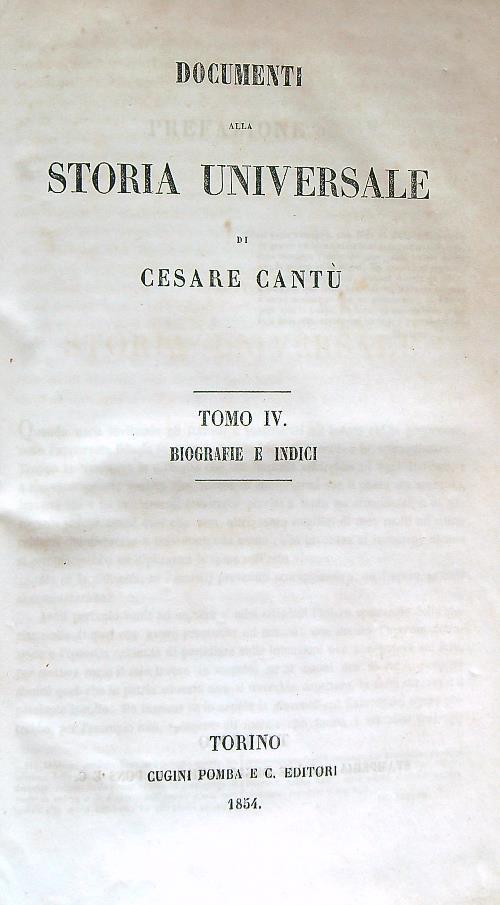 DOCUMENTI
ALLA
STORIA UNIVERSALE
DI
CESARE CANTÙ
TOMO IV.
BIOGRAFIE E INDICI
TORINO
CUGINI POMBA E C. EDITORI
1854.